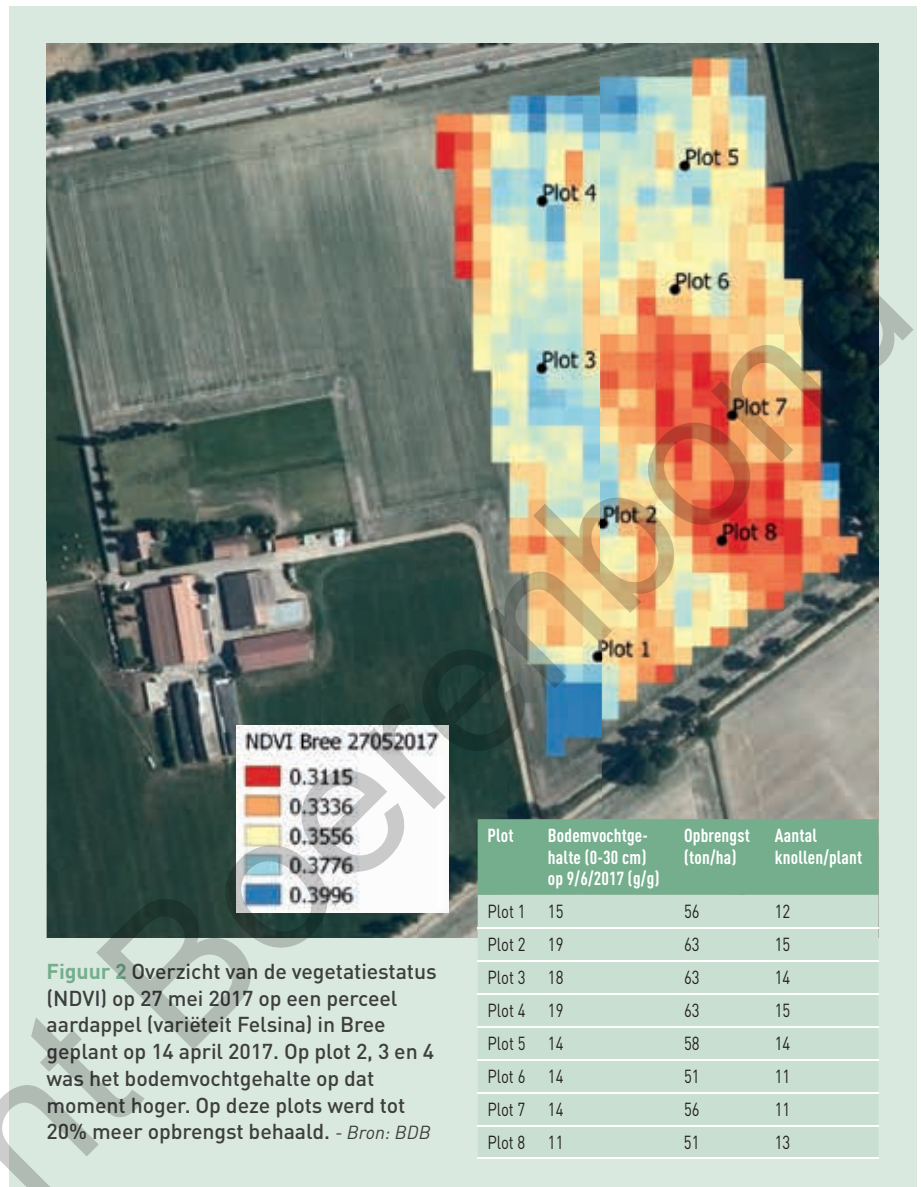 Plot 5
Plot 4
Plot 6
Plot 3
Plot 7
Plot 2
Plot 8
Plot 1
NDVI Bree 27052017
0.3115
0.3336
0.3556
0.3776
0.3996
Plot Bodemvochtge- Opbrengst Aantal
halte (0-30 cm) (ton/ha) knollen/plant
op 9/6/2017 (g/g)
Plot 1 15 56 12
Plot 2 19 63 15
Plot 3 18 63 14
Plot 4 19 63 15
Plot 5 14 58 14
Plot 6 14 51 11
Plot 7 14 56 11
Plot 8 11 51 13
Figuur 2 Overzicht van de vegetatiestatus
(NDVI) op 27 mei 2017 op een perceel
aardappel (variëteit Felsina) in Bree
geplant op 14 april 2017. Op plot 2, 3 en 4
was het bodemvochtgehalte op dat
moment hoger. Op deze plots werd tot
20% meer opbrengst behaald. - Bron: BDB
nt Boerenbond